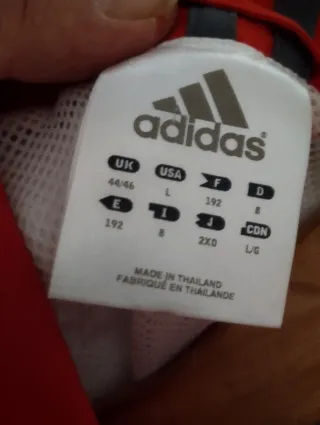 adidas
UK USA F D
44/46 L 192 8
E I J CDN
192 8 2XO L/G
MADE IN THAILAND
FABRIQUÉ EN THAILANDE